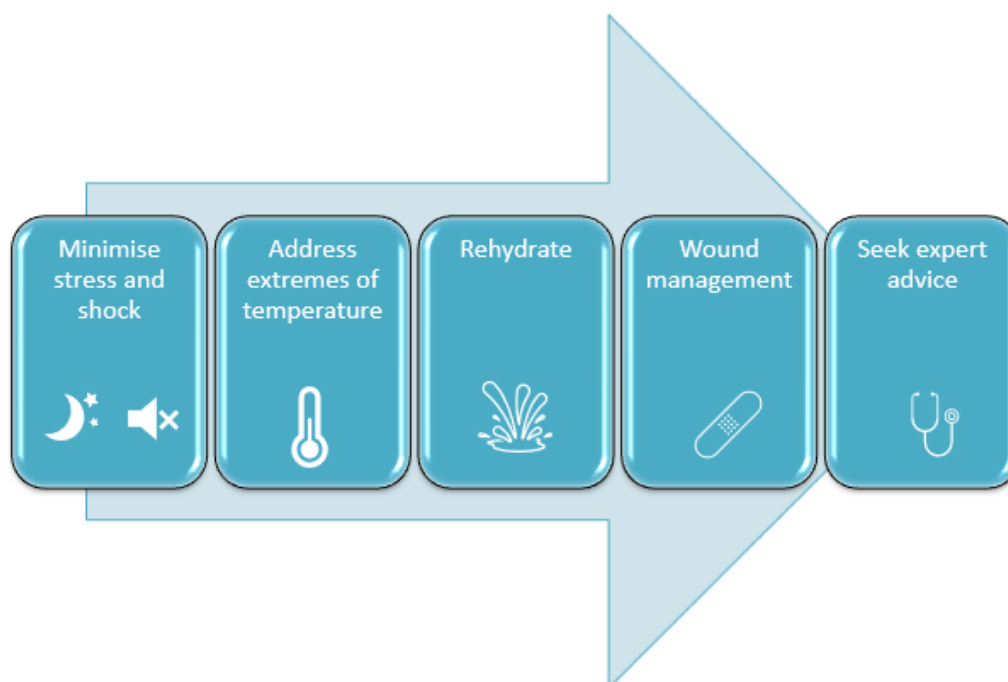 Minimise
stress and
shock
Address
extremes of
temperature
Rehydrate
Wound
management
Seek expert
advice